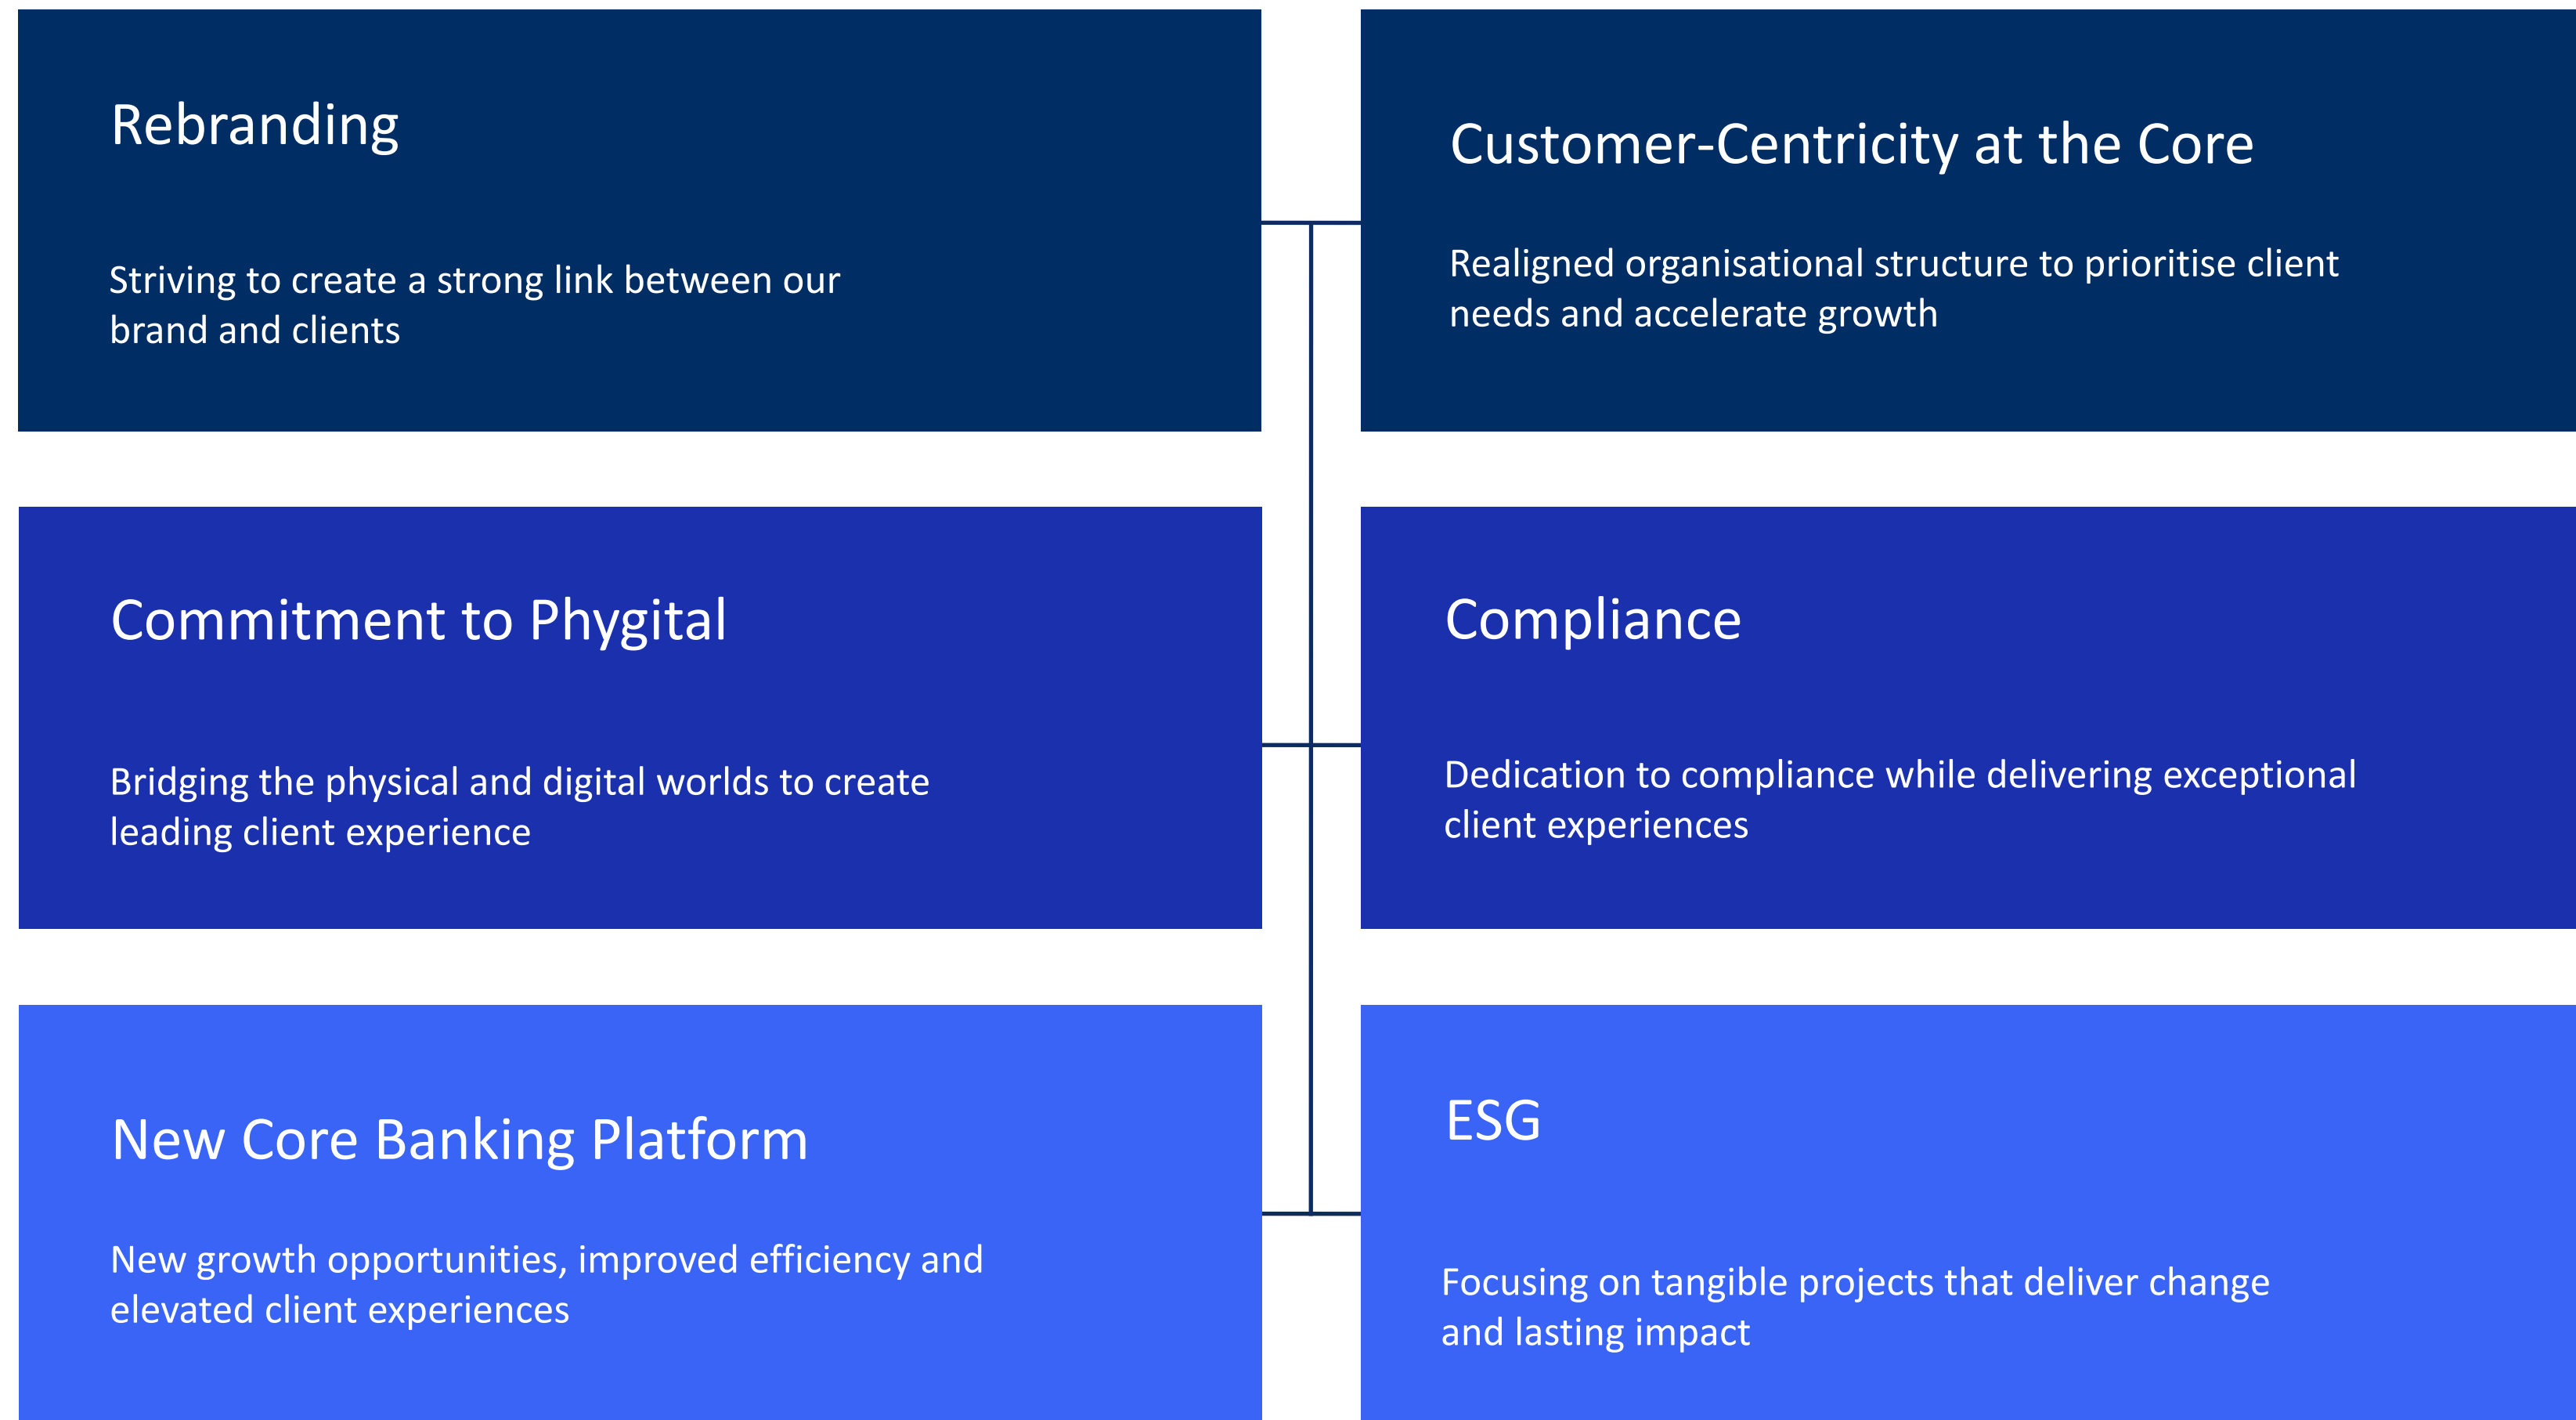 Rebranding
Striving to create a strong link between our
brand and clients
Customer-Centricity at the Core
Realigned organisational structure to prioritise client
needs and accelerate growth
Commitment to Phygital
Bridging the physical and digital worlds to create
leading client experience
Compliance
Dedication to compliance while delivering exceptional
client experiences
New Core Banking Platform
New growth opportunities, improved efficiency and
elevated client experiences
ESG
Focusing on tangible projects that deliver change
and lasting impact